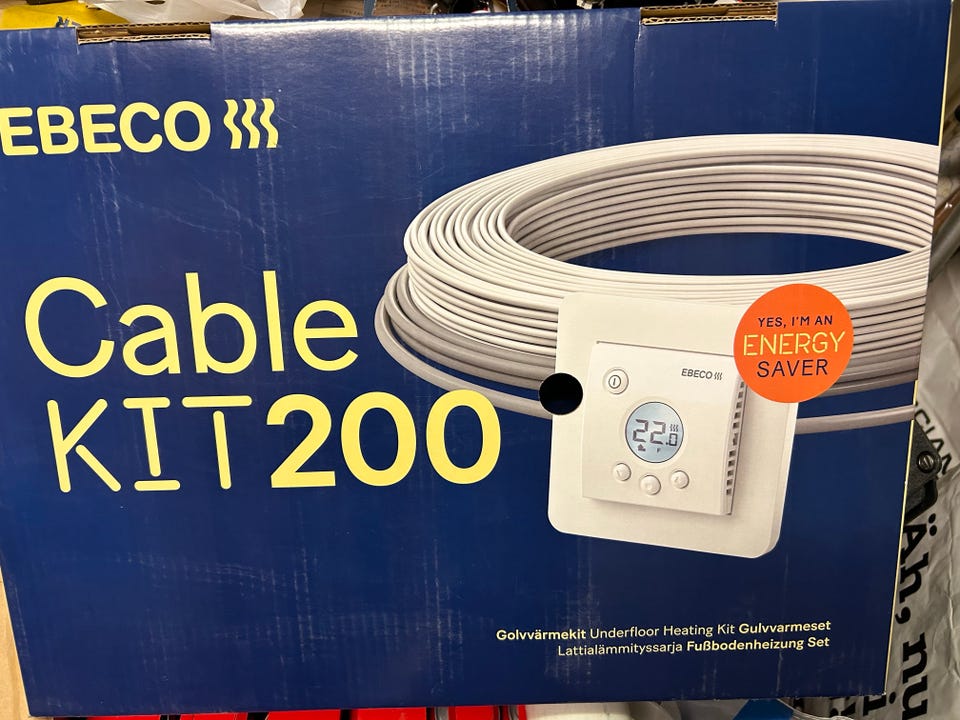 EBECO
Cable
KIT200
YES, I'M AN
ENERGY
SAVER
EBECO
22.0
Golvvärmekit Underfloor Heating Kit Gulvvarmeset
Lattialämmityssarja Fußbodenheizung Set